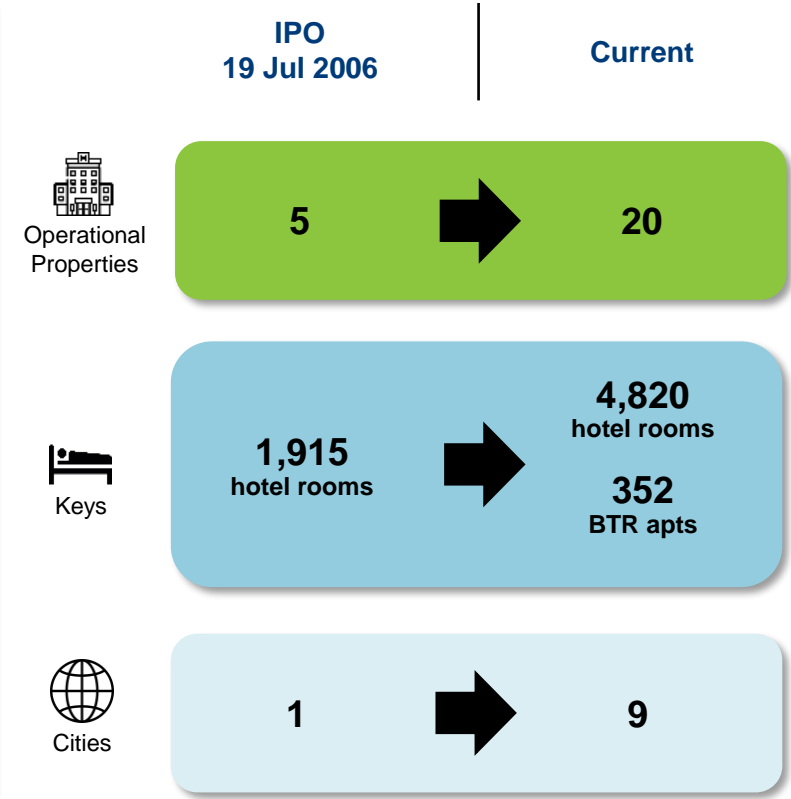 IPO
19 Jul 2006
Current
M
Operational
Properties
5
20
Keys
1,915
hotel rooms
4,820
hotel rooms
352
BTR apts
Cities
1
9